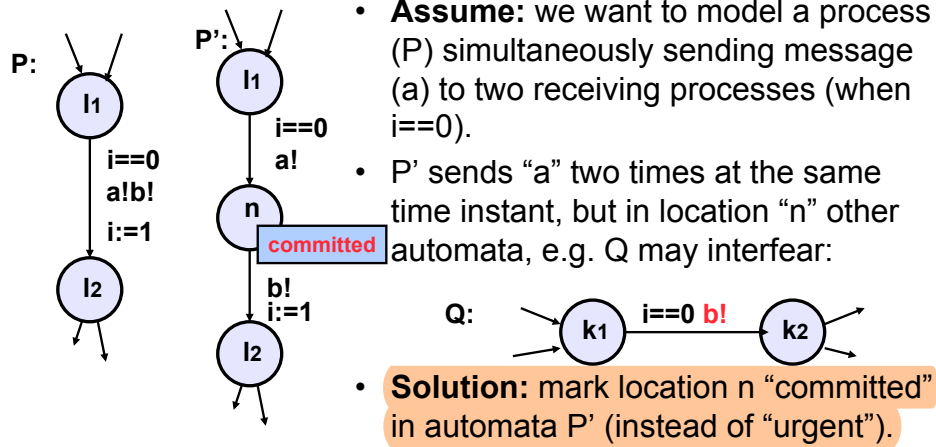 P:
l1
i==0
a!b!
i:=1
l2
P’:
l1
i==0
a!
n
committed
b!
i:=1
l2
• Assume: we want to model a process
(P) simultaneously sending message
(a) to two receiving processes (when
i==0).
• P’ sends “a” two times at the same
time instant, but in location “n” other
automata, e.g. Q may interfear:
Q:
k1
i==0 b!
k2
• Solution: mark location n “committed”
in automata P’ (instead of “urgent”).